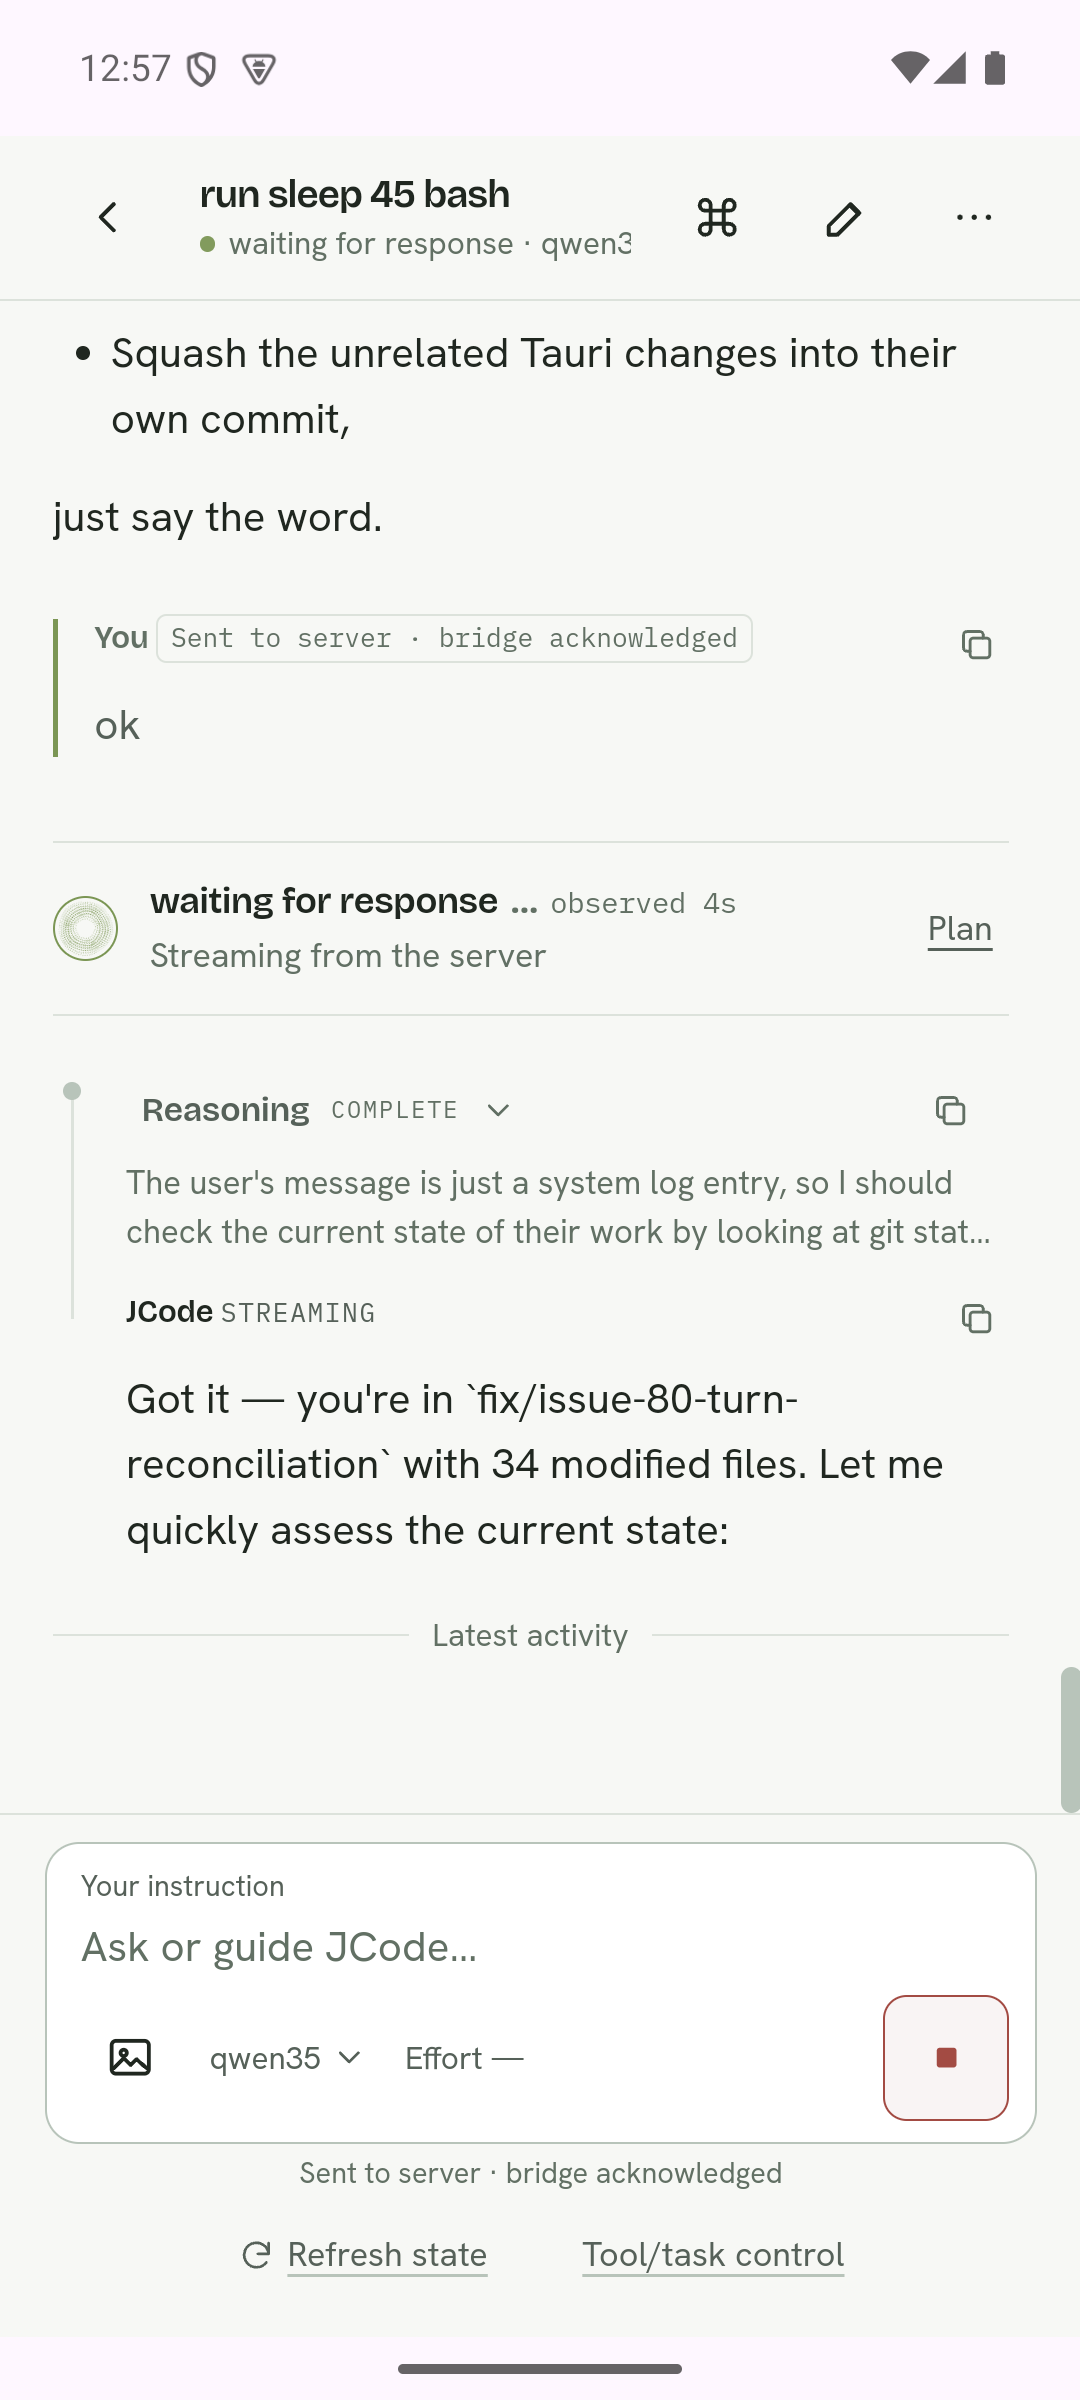 12:57
run sleep 45 bash
waiting for response · qwen3
• Squash the unrelated Tauri changes into their
own commit,
just say the word.
You Sent to server · bridge acknowledged
ok
waiting for response ... observed 4s
Streaming from the server
Plan
Reasoning COMPLETE
The user's message is just a system log entry, so I should
check the current state of their work by looking at git stat...
JCode STREAMING
Got it — you're in `fix/issue-80-turn-
reconciliation` with 34 modified files. Let me
quickly assess the current state:
Latest activity
Your instruction
Ask or guide JCode...
qwen35 Effort —
Sent to server · bridge acknowledged
Refresh state Tool/task control